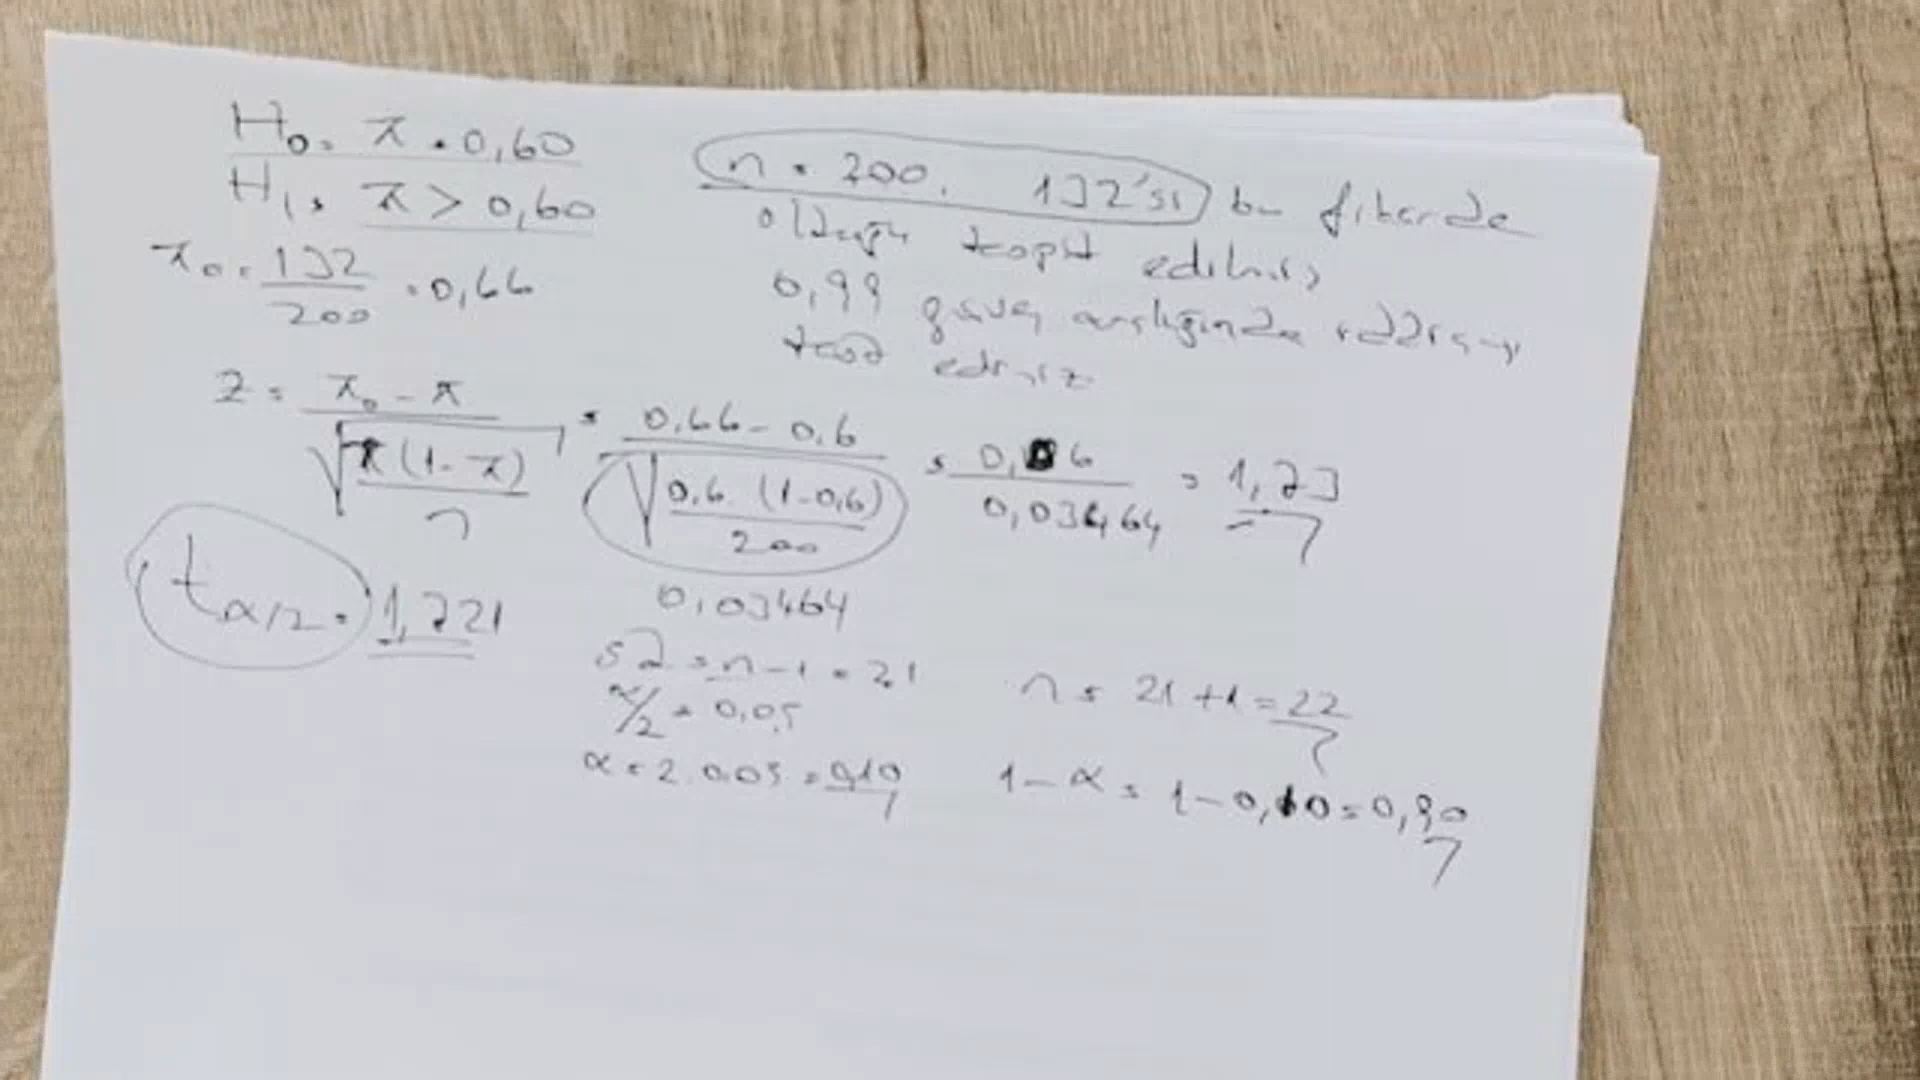 H₀ = π = 0,60
H₁ = π > 0,60
n = 200. 132'si bu fikirde
olduğu tespit edilmiş
0,99 güven aralığında iddiayı
test ediniz
π₀ = 132/200 = 0,66
z = (π₀ - π) / √(π(1-π)/n) = (0,66 - 0,6) / √(0,6 . (1-0,6)/200) = 0,06/0,03464 = 1,73
0,03464
t α/2 = 1,721
sd = n - 1 = 21
n = 21 + 1 = 22
α/2 = 0,05
α = 2. 0.05 = 0,10
1 - α = 1 - 0,10 = 0,90